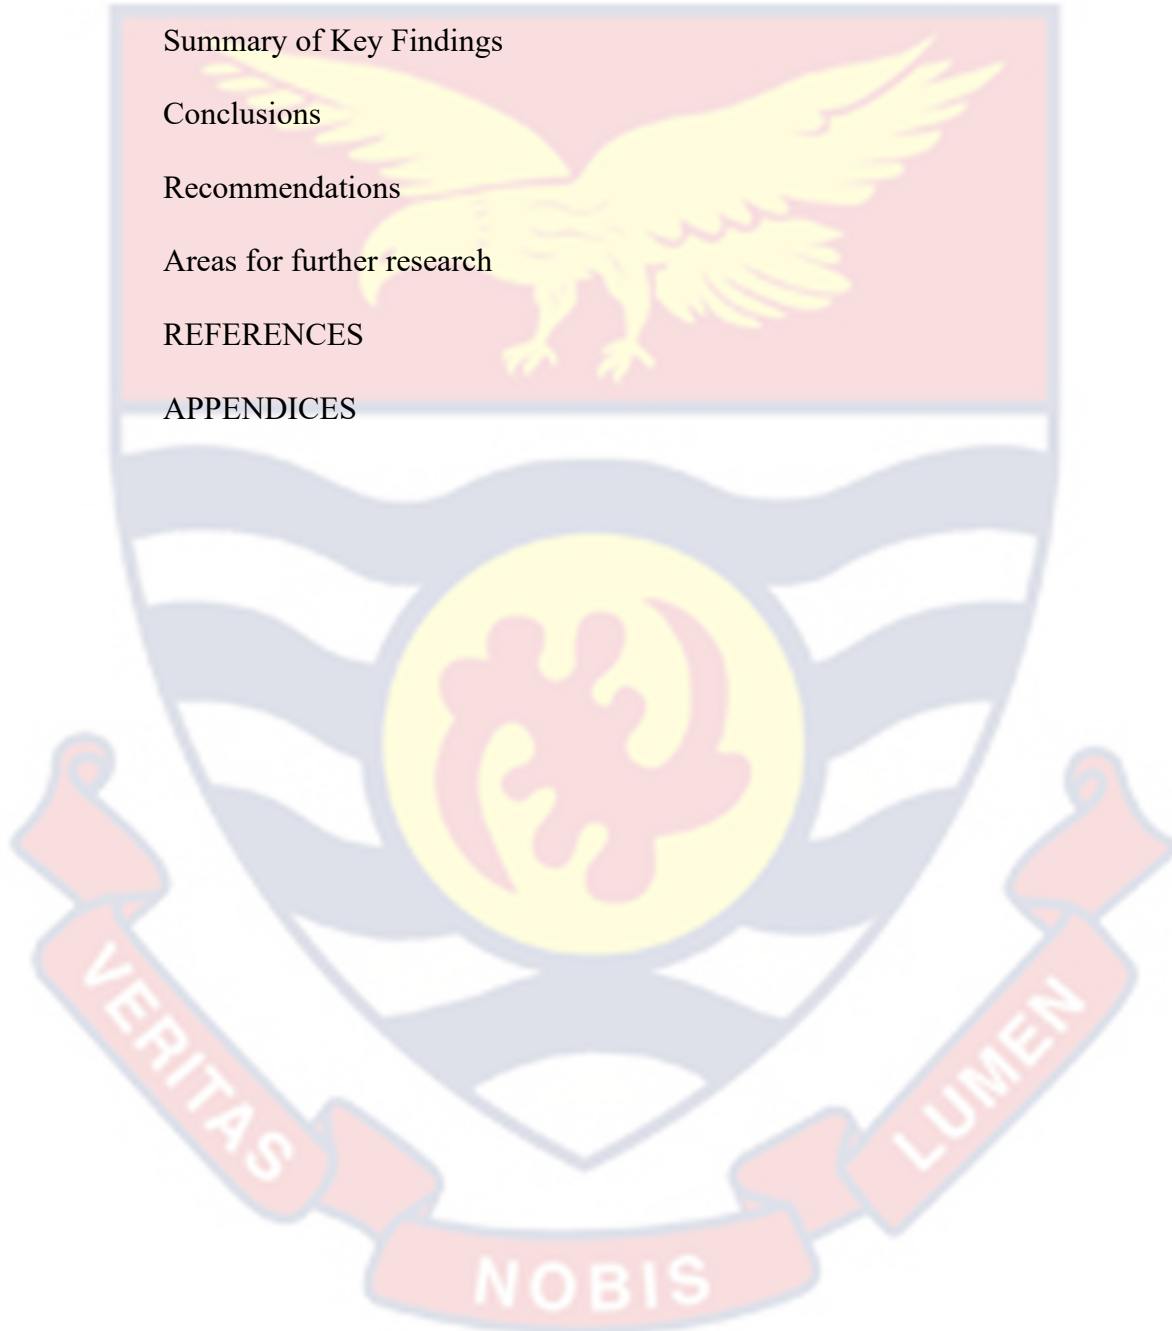 Summary of Key Findings
Conclusions
Recommendations
Areas for further research
REFERENCES
APPENDICES
VERITAS
NOBIS
LUMEN